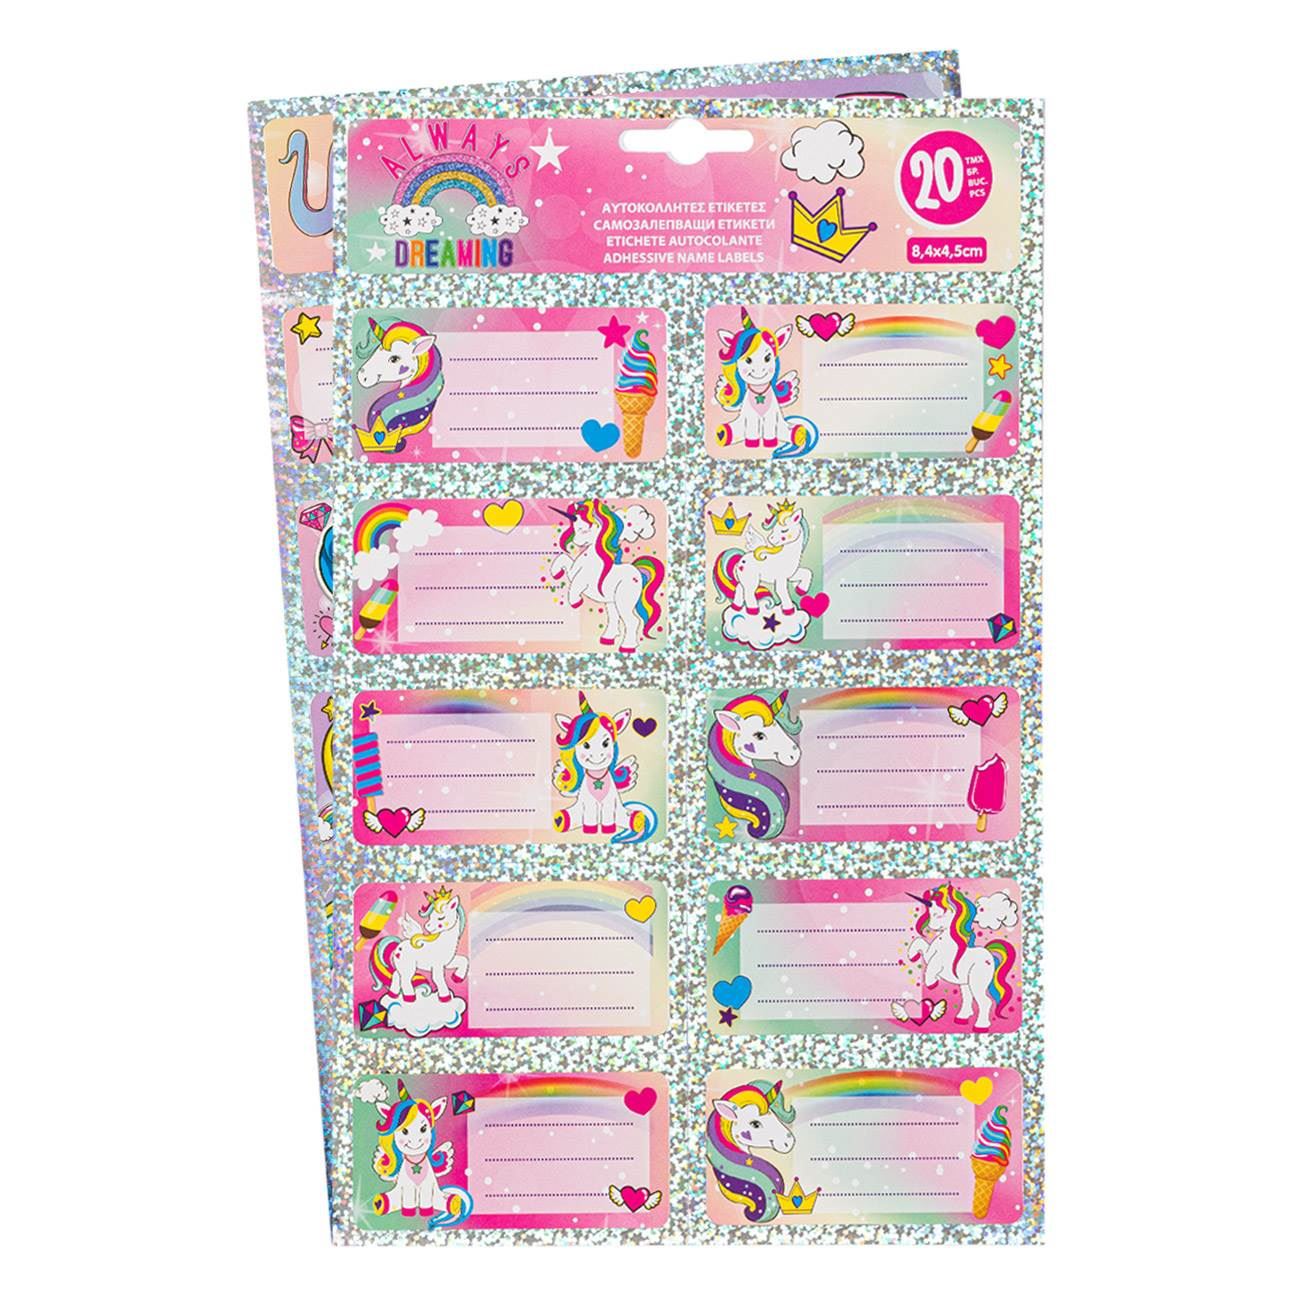 ALWAYS
DREAMING
ΑΥΤΟΚΟΛΛΗΤΕΣ ΕΤΙΚΕΤΕΣ
САМОЗАЛЕПВАЩИ ЕТИКЕТИ
ETICHETE AUTOCOLANTE
ADHESSIVE NAME LABELS
20
ΤΜΧ
БР.
BUC.
PCS
8,4x4,5cm